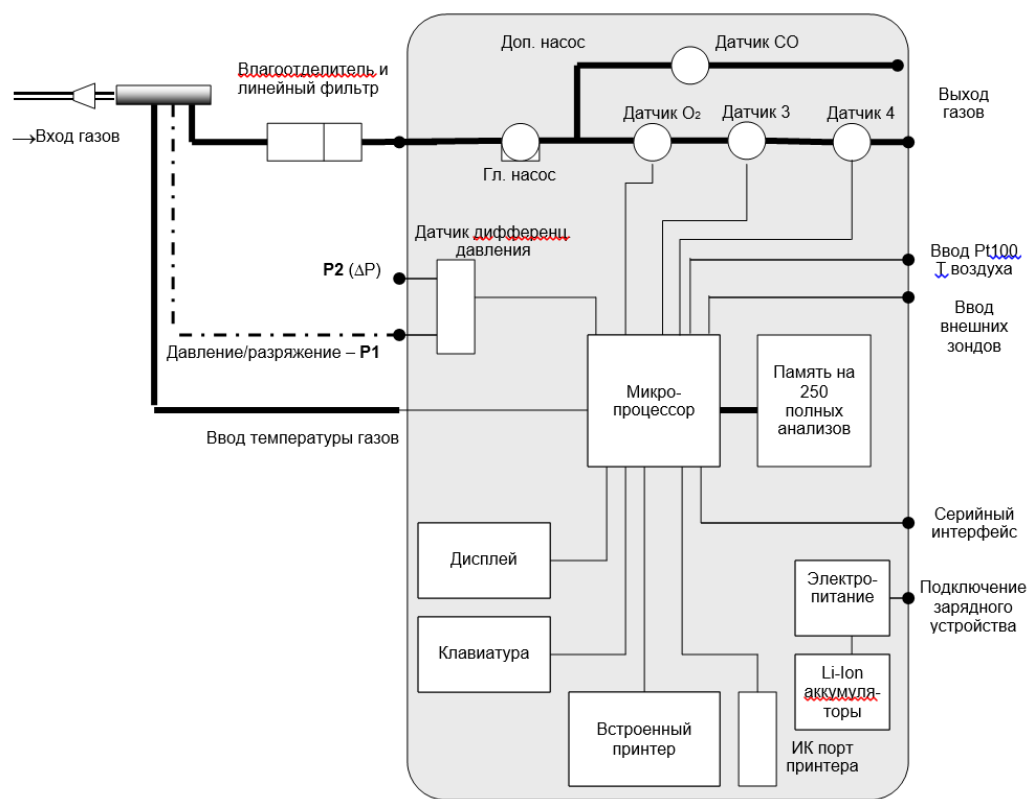 Доп. насос
Датчик CO
Влагоотделитель и
линейный фильтр
Выход
газов
→Вход газов
Датчик O₂
Датчик 3
Датчик 4
Гл. насос
Датчик дифференц.
давления
P2 (ΔP)
Ввод Pt100
Т воздуха
Ввод
внешних
зондов
Давление/разряжение – P1
Микро-
процессор
Память на
250
полных
анализов
Ввод температуры газов
Серийный
интерфейс
Дисплей
Электро-
питание
Подключение
зарядного
устройства
Клавиатура
Li-Ion
аккумуля-
торы
Встроенный
принтер
ИК порт
принтера